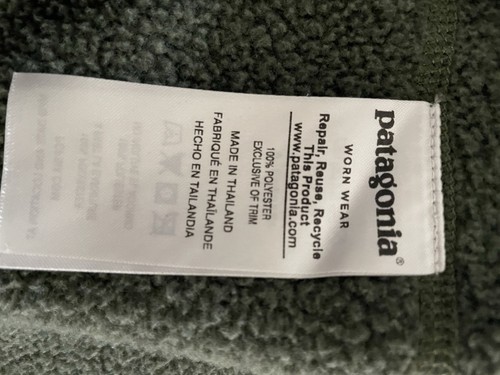 patagonia®
WORN WEAR
Repair, Reuse, Recycle
This Product
www.patagonia.com
100% POLYESTER
EXCLUSIVE OF TRIM
MADE IN THAILAND
FABRIQUÉ EN THAÏLANDE
HECHO EN TAILANDIA